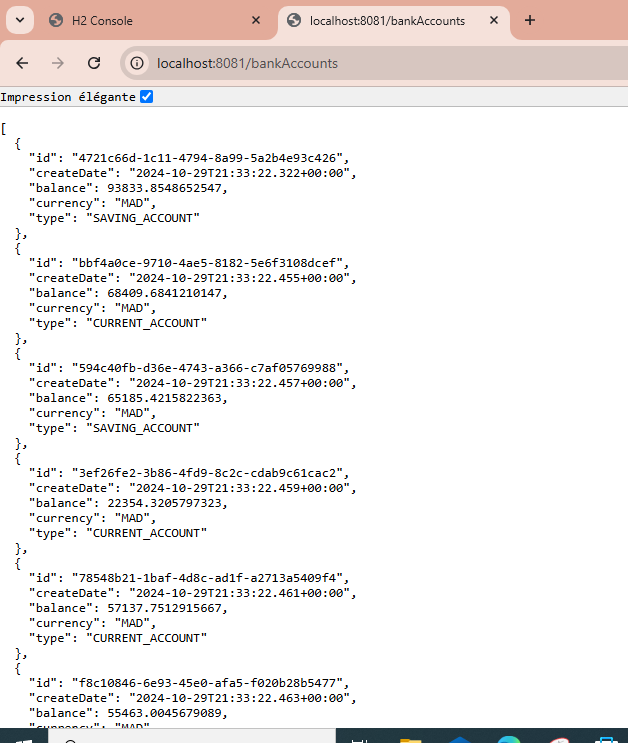 H2 Console
localhost:8081/bankAccounts
localhost:8081/bankAccounts
Impression élégante
[
  {
    "id": "4721c66d-1c11-4794-8a99-5a2b4e93c426",
    "createDate": "2024-10-29T21:33:22.322+00:00",
    "balance": 93833.8548652547,
    "currency": "MAD",
    "type": "SAVING_ACCOUNT"
  },
  {
    "id": "bbf4a0ce-9710-4ae5-8182-5e6f3108dcef",
    "createDate": "2024-10-29T21:33:22.455+00:00",
    "balance": 68409.6841210147,
    "currency": "MAD",
    "type": "CURRENT_ACCOUNT"
  },
  {
    "id": "594c40fb-d36e-4743-a366-c7af05769988",
    "createDate": "2024-10-29T21:33:22.457+00:00",
    "balance": 65185.4215822363,
    "currency": "MAD",
    "type": "SAVING_ACCOUNT"
  },
  {
    "id": "3ef26fe2-3b86-4fd9-8c2c-cdab9c61cac2",
    "createDate": "2024-10-29T21:33:22.459+00:00",
    "balance": 22354.3205797323,
    "currency": "MAD",
    "type": "CURRENT_ACCOUNT"
  },
  {
    "id": "78548b21-1baf-4d8c-ad1f-a2713a5409f4",
    "createDate": "2024-10-29T21:33:22.461+00:00",
    "balance": 57137.7512915667,
    "currency": "MAD",
    "type": "CURRENT_ACCOUNT"
  },
  {
    "id": "f8c10846-6e93-45e0-afa5-f020b28b5477",
    "createDate": "2024-10-29T21:33:22.463+00:00",
    "balance": 55463.0045679089,
    "currency": "MAD",